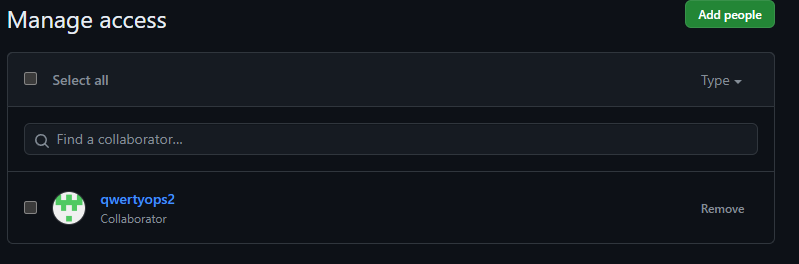 Manage access
Add people
Select all
Type
Find a collaborator...
qwertyops2
Collaborator
Remove